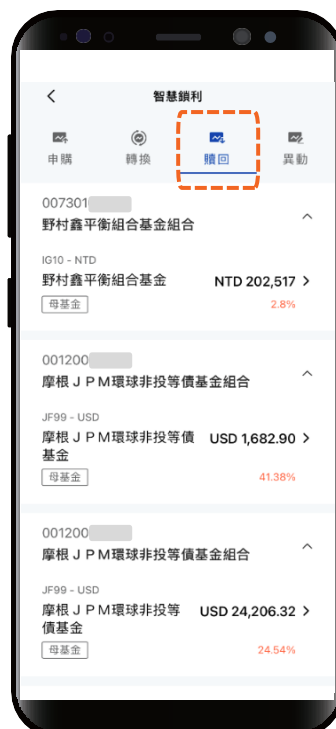 智慧鎖利
申購 轉換 贖回 異動
007301
野村鑫平衡組合基金組合
IG10 - NTD
野村鑫平衡組合基金 NTD 202,517
母基金 2.8%
001200
摩根ＪＰＭ環球非投等債基金組合
JF99 - USD
摩根ＪＰＭ環球非投等債 USD 1,682.90
基金
母基金 41.38%
001200
摩根ＪＰＭ環球非投等債基金組合
JF99 - USD
摩根ＪＰＭ環球非投等 USD 24,206.32
債基金
母基金 24.54%